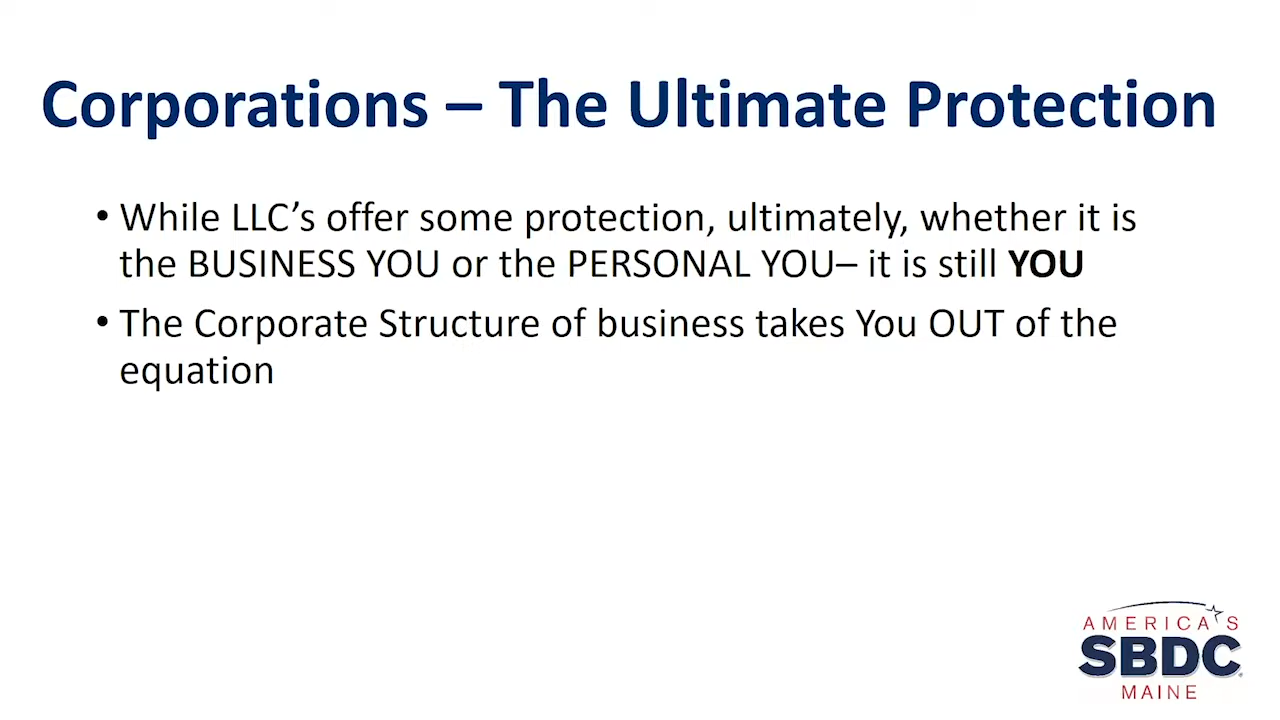 Corporations – The Ultimate Protection
• While LLC’s offer some protection, ultimately, whether it is
the BUSINESS YOU or the PERSONAL YOU– it is still YOU
• The Corporate Structure of business takes You OUT of the
equation
AMERICA'S
SBDC
MAINE